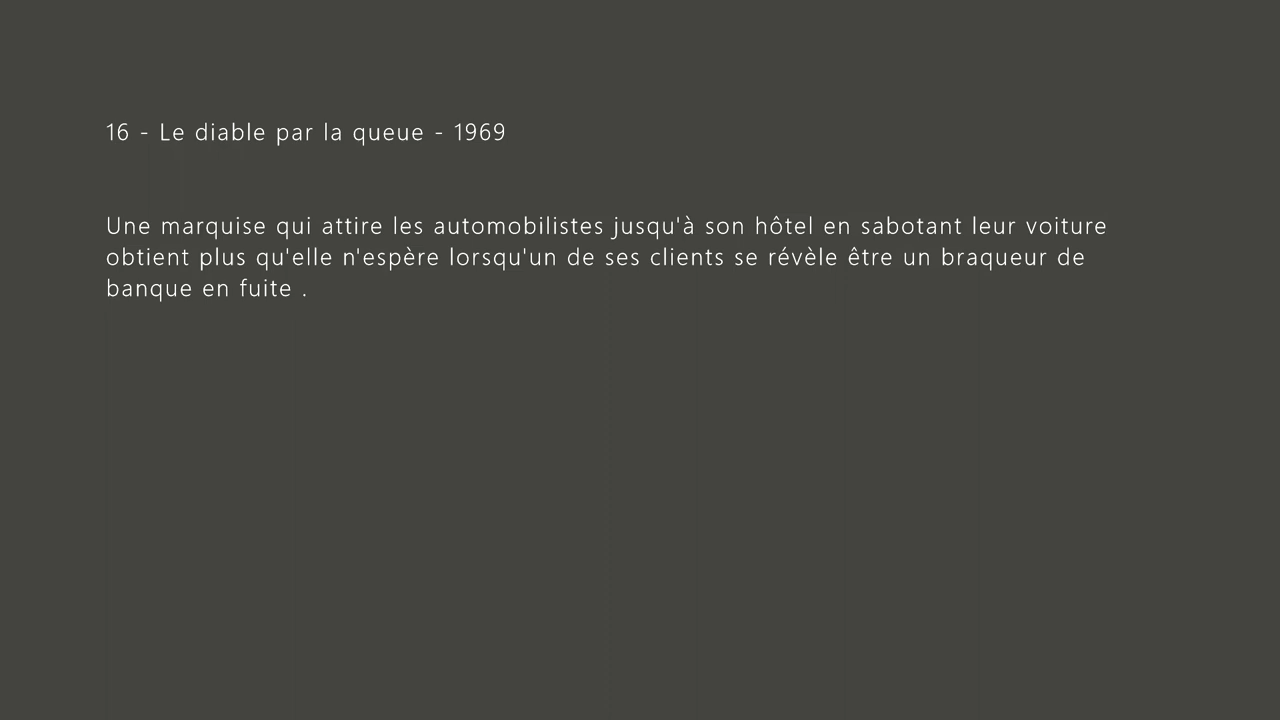 16 - Le diable par la queue - 1969
Une marquise qui attire les automobilistes jusqu'à son hôtel en sabotant leur voiture
obtient plus qu'elle n'espère lorsqu'un de ses clients se révèle être un braqueur de
banque en fuite .